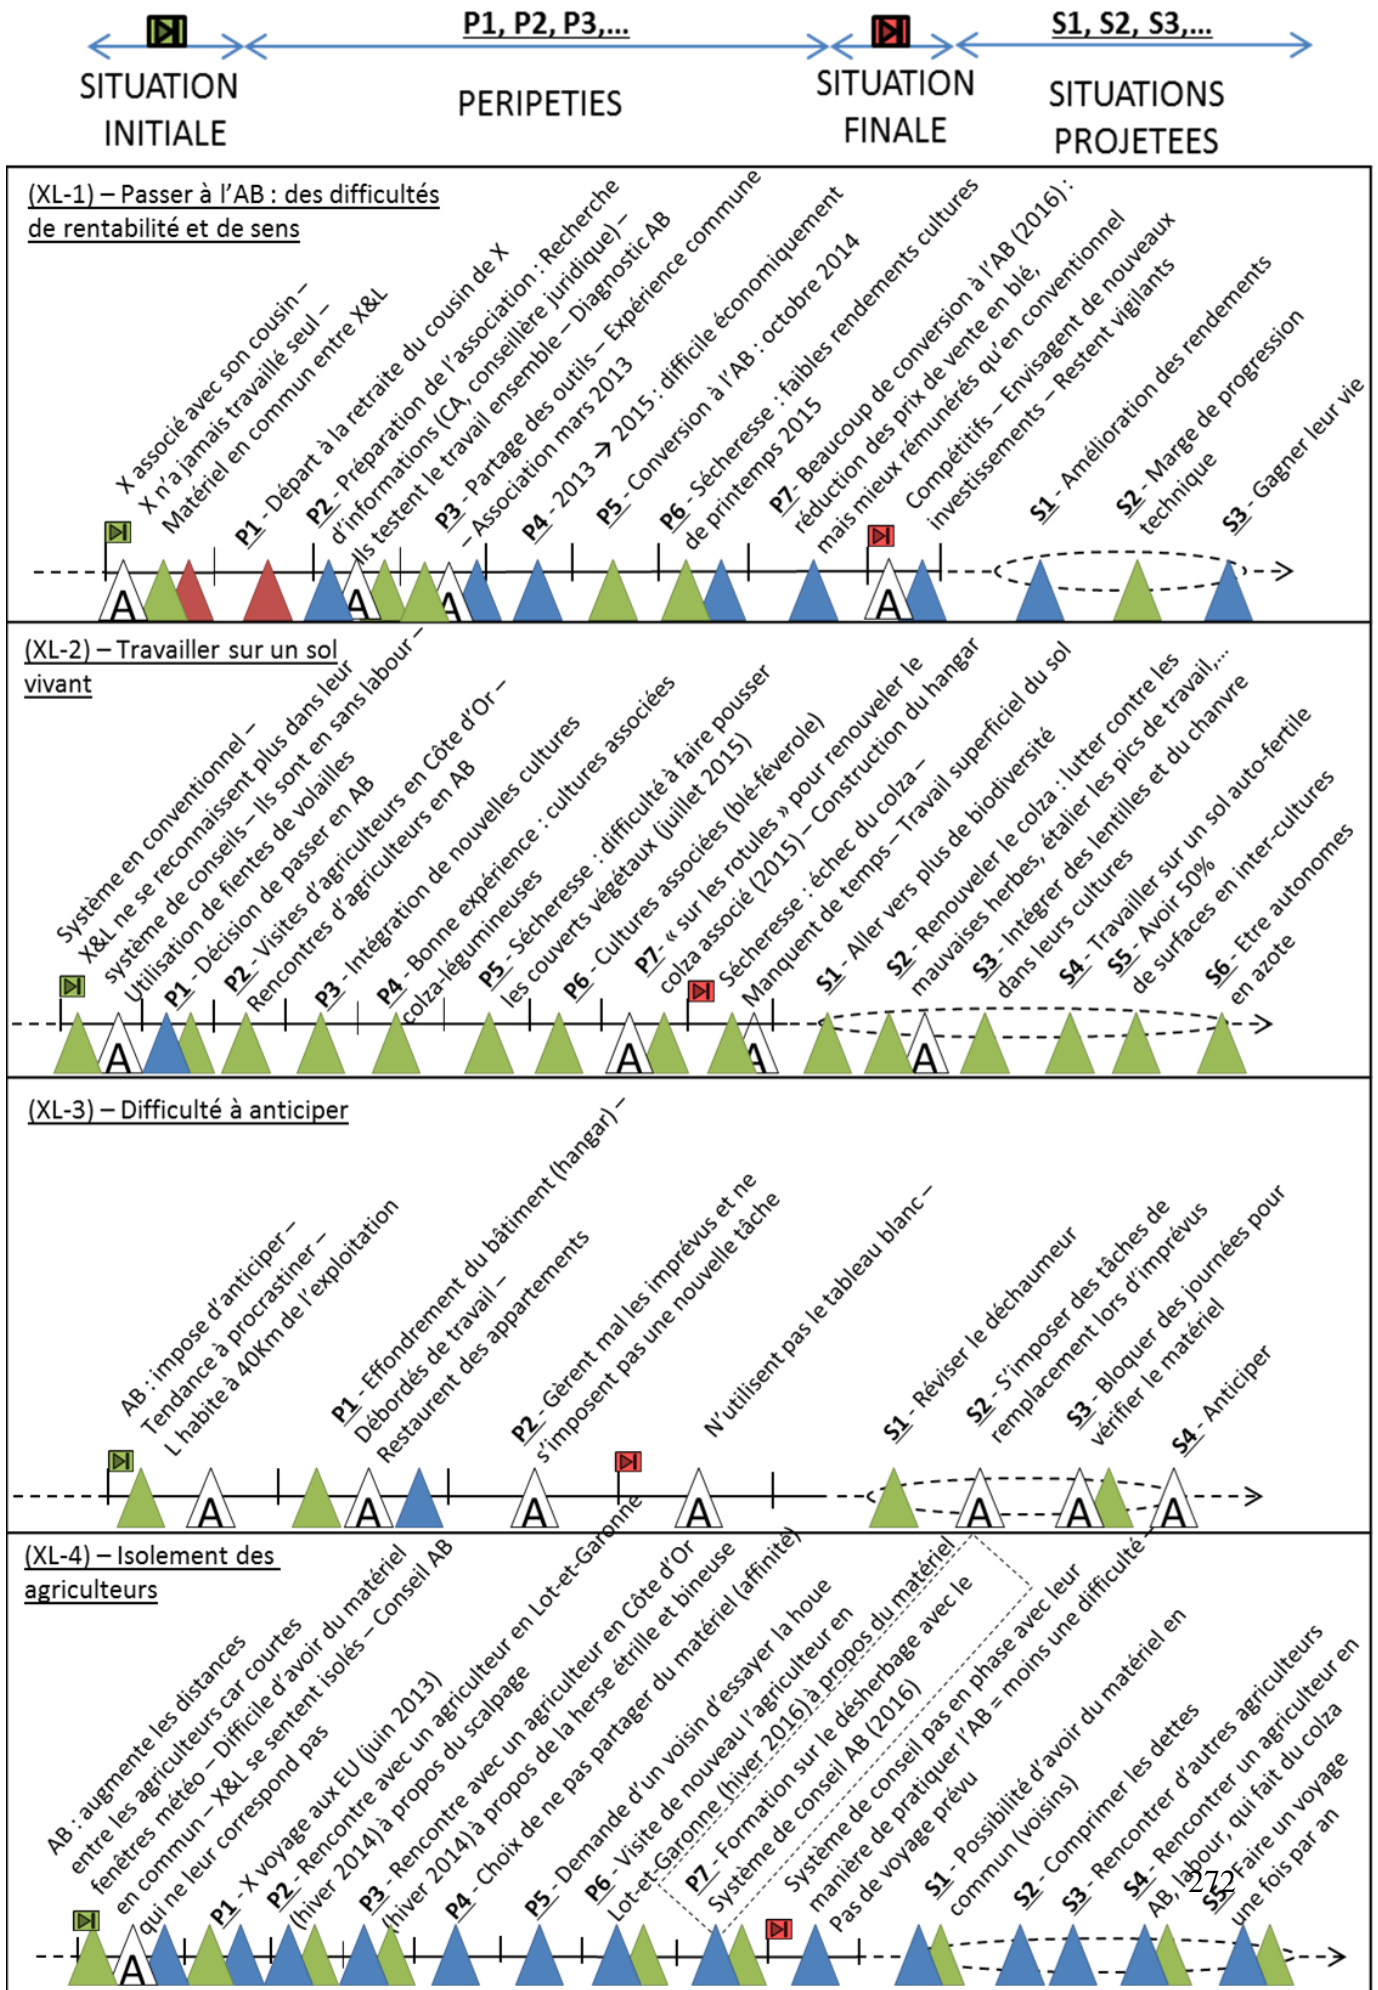 P1, P2, P3,...
S1, S2, S3,...
SITUATION
INITIALE
PERIPETIES
SITUATION
FINALE
SITUATIONS
PROJETEES
(XL-1) – Passer à l'AB : des difficultés
de rentabilité et de sens
X associé avec son cousin –
X n'a jamais travaillé seul –
Matériel en commun entre X&L
P1 - Départ à la retraite du cousin de X
P2 - Préparation de l'association : Recherche
d'informations (CA, conseillère juridique) –
Ils testent le travail ensemble – Diagnostic AB
P3 - Partage des outils – Expérience commune
– Association mars 2013
P4 - 2013 → 2015 : difficile économiquement
P5 - Conversion à l'AB : octobre 2014
P6 - Sécheresse : faibles rendements cultures
de printemps 2015
P7 - Beaucoup de conversion à l'AB (2016) :
réduction des prix de vente en blé,
mais mieux rémunérés qu'en conventionnel
Compétitifs – Envisagent de nouveaux
investissements – Restent vigilants
S1 - Amélioration des rendements
S2 - Marge de progression
technique
S3 - Gagner leur vie
A
A
A
A
(XL-2) – Travailler sur un sol
vivant
Système en conventionnel –
X&L ne se reconnaissent plus dans leur
système de conseils – Ils sont en sans labour –
Utilisation de fientes de volailles
P1 - Décision de passer en AB
P2 - Visites d'agriculteurs en Côte d'Or –
Rencontres d'agriculteurs en AB
P3 - Intégration de nouvelles cultures
P4 - Bonne expérience : cultures associées
colza-légumineuses
P5 - Sécheresse : difficulté à faire pousser
les couverts végétaux (juillet 2015)
P6 - Cultures associées (blé-féverole)
P7 - « sur les rotules » pour renouveler le
colza associé (2015) – Construction du hangar
Sécheresse : échec du colza –
Manquent de temps – Travail superficiel du sol
S1 - Aller vers plus de biodiversité
S2 - Renouveler le colza : lutter contre les
mauvaises herbes, étalier les pics de travail,...
S3 - Intégrer des lentilles et du chanvre
dans leurs cultures
S4 - Travailler sur un sol auto-fertile
S5 - Avoir 50%
de surfaces en inter-cultures
S6 - Etre autonomes
en azote
A
A
A
A
(XL-3) – Difficulté à anticiper
AB : impose d'anticiper –
Tendance à procrastiner –
L habite à 40Km de l'exploitation
P1 - Effondrement du bâtiment (hangar) –
Débordés de travail –
Restaurent des appartements
P2 - Gèrent mal les imprévus et ne
s'imposent pas une nouvelle tâche
N'utilisent pas le tableau blanc –
S1 - Réviser le déchaumeur
S2 - S'imposer des tâches de
remplacement lors d'imprévus
S3 - Bloquer des journées pour
vérifier le matériel
S4 - Anticiper
A
A
A
A
A
A
A
(XL-4) – Isolement des
agriculteurs
AB : augmente les distances
entre les agriculteurs car courtes
fenêtres météo – Difficile d'avoir du matériel
en commun – X&L se sentent isolés – Conseil AB
qui ne leur correspond pas
P1 - X voyage aux EU (juin 2013)
P2 - Rencontre avec un agriculteur en Lot-et-Garonne
(hiver 2014) à propos du scalpage
P3 - Rencontre avec un agriculteur en Côte d'Or
(hiver 2014) à propos de la herse étrille et bineuse
P4 - Choix de ne pas partager du matériel (affinité)
P5 - Demande d'un voisin d'essayer la houe
P6 - Visite de nouveau l'agriculteur en
Lot-et-Garonne (hiver 2016) à propos du matériel
P7 - Formation sur le désherbage avec le
Système de conseil AB (2016)
Système de conseil pas en phase avec leur
manière de pratiquer l'AB = moins une difficulté –
Pas de voyage prévu
S1 - Possibilité d'avoir du matériel en
commun (voisins)
S2 - Comprimer les dettes
S3 - Rencontrer d'autres agriculteurs
S4 - Rencontrer un agriculteur en
AB, labour, qui fait du colza
S5 - Faire un voyage
une fois par an
A
272